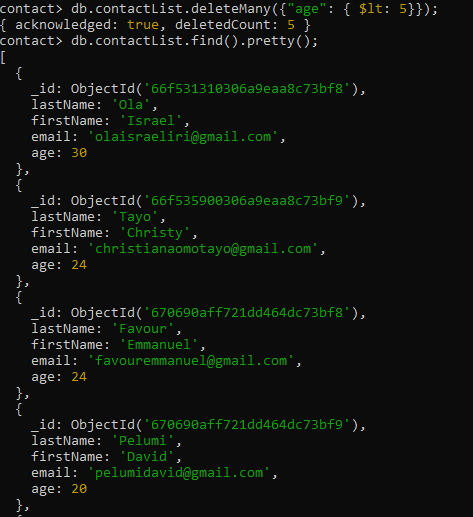 contact> db.contactList.deleteMany({"age": { $lt: 5}});
{ acknowledged: true, deletedCount: 5 }
contact> db.contactList.find().pretty();
[
  {
    _id: ObjectId('66f531310306a9eaa8c73bf8'),
    lastName: 'Ola',
    firstName: 'Israel',
    email: 'olaisraeliri@gmail.com',
    age: 30
  },
  {
    _id: ObjectId('66f535900306a9eaa8c73bf9'),
    lastName: 'Tayo',
    firstName: 'Christy',
    email: 'christianaomotayo@gmail.com',
    age: 24
  },
  {
    _id: ObjectId('670690aff721dd464dc73bf8'),
    lastName: 'Favour',
    firstName: 'Emmanuel',
    email: 'favouremmanuel@gmail.com',
    age: 24
  },
  {
    _id: ObjectId('670690aff721dd464dc73bf9'),
    lastName: 'Pelumi',
    firstName: 'David',
    email: 'pelumidavid@gmail.com',
    age: 20
  },